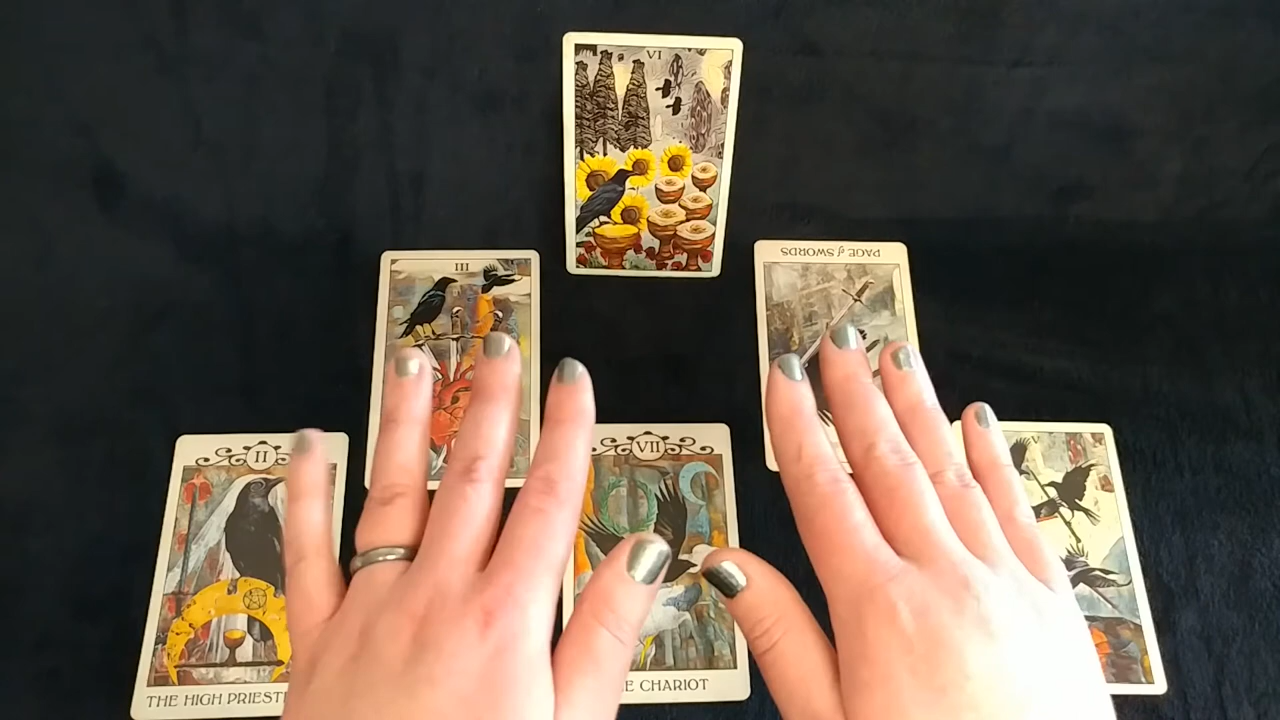 VI
III
PAGE of SWORDS
II
VII
V
THE HIGH PRIEST
E CHARIOT